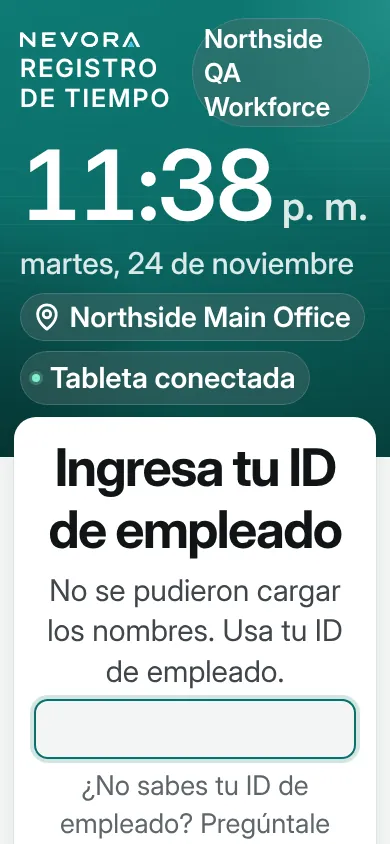 NEVORA
REGISTRO
DE TIEMPO
Northside
QA
Workforce
11:38 p. m.
martes, 24 de noviembre
Northside Main Office
Tableta conectada
Ingresa tu ID
de empleado
No se pudieron cargar
los nombres. Usa tu ID
de empleado.
¿No sabes tu ID de
empleado? Pregúntale